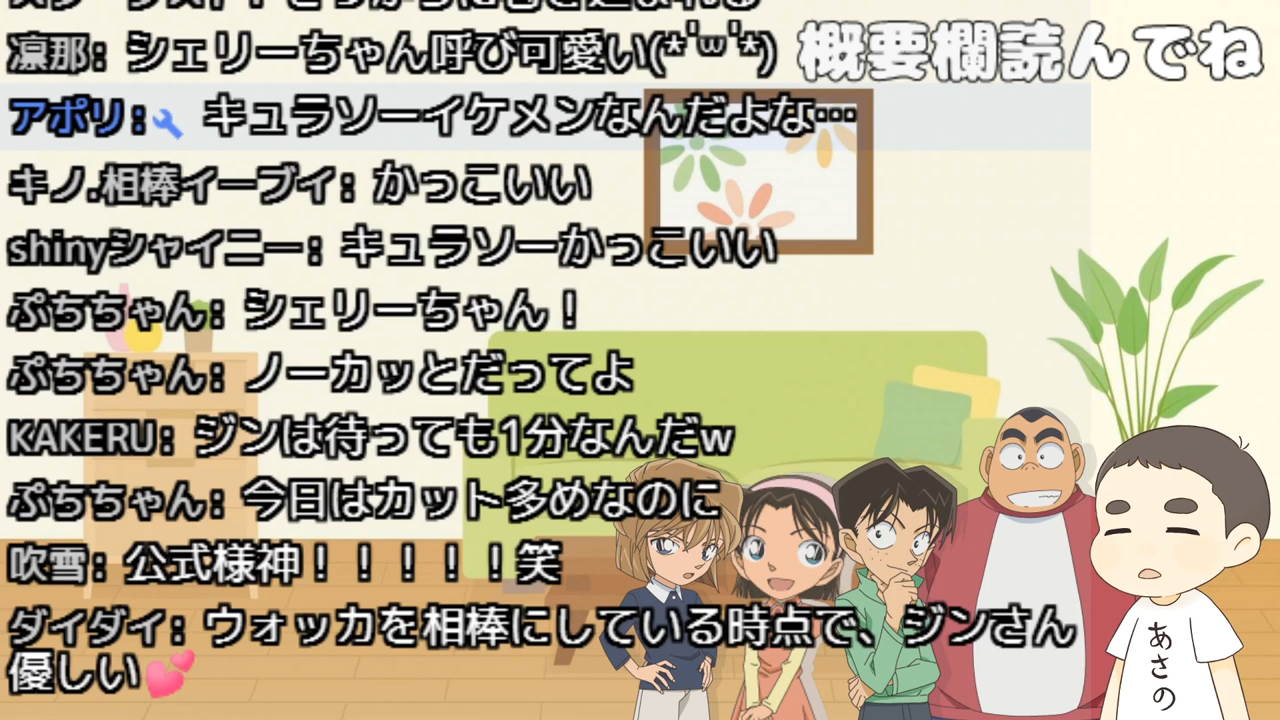 凛那: シェリーちゃん呼び可愛い(*'꒳'*)
概要欄読んでね
アポリ: キュラソーイケメンなんだよな…
キノ.相棒イーブイ: かっこいい
shinyシャイニー: キュラソーかっこいい
ぷちちゃん: シェリーちゃん！
ぷちちゃん: ノーカッとだってよ
KAKERU: ジンは待っても1分なんだw
ぷちちゃん: 今日はカット多めなのに
吹雪: 公式様神！！！！！笑
ダイダイ: ウォッカを相棒にしている時点で、ジンさん
優しい💕
あさの